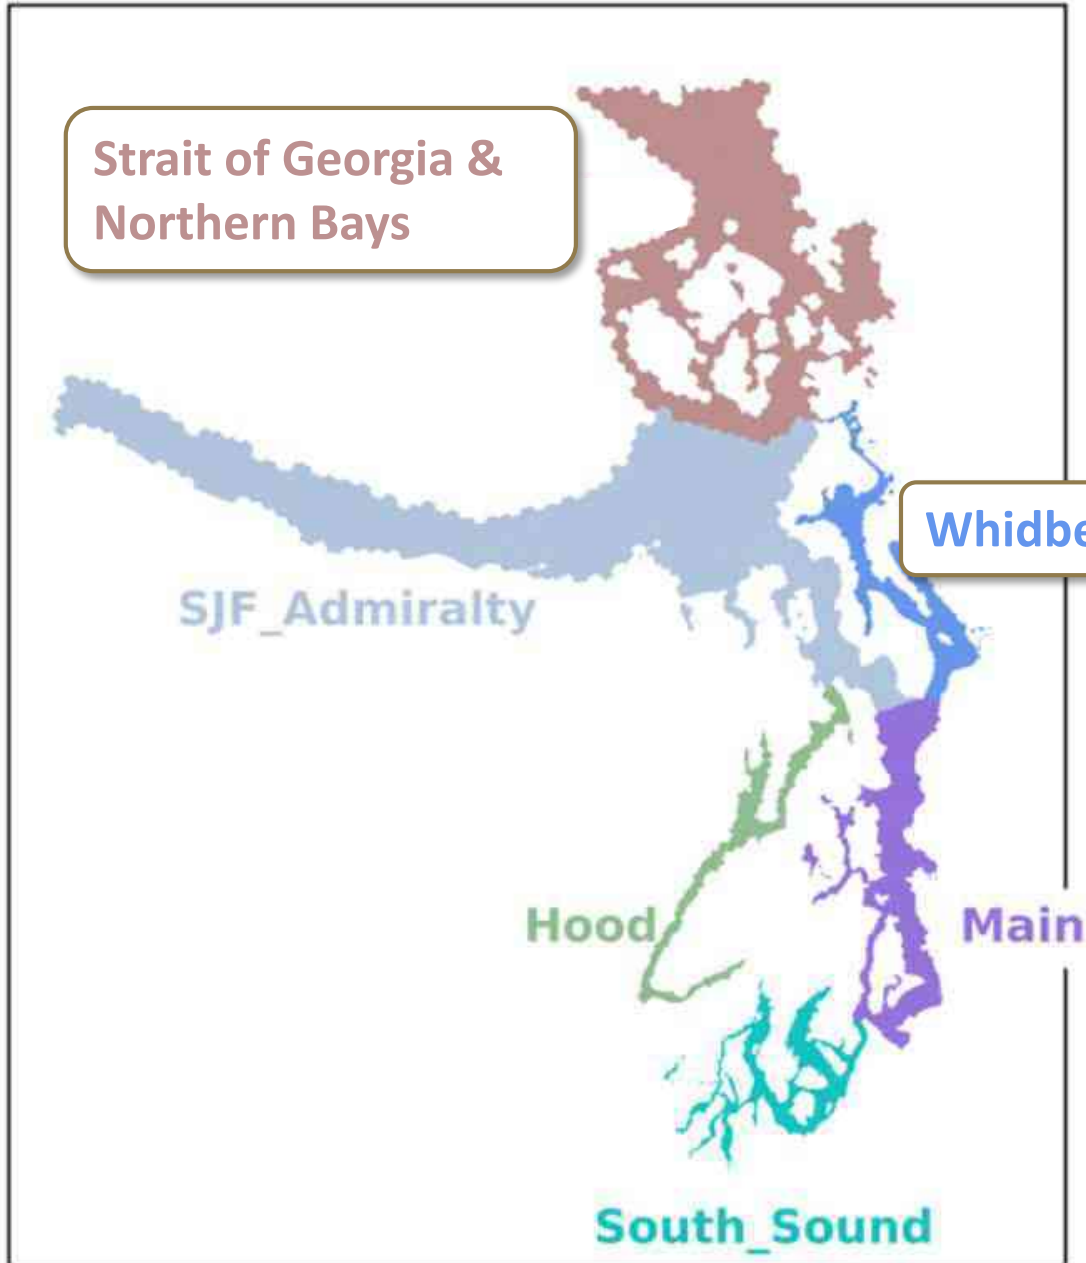 Strait of Georgia &
Northern Bays
Whidbe
SJF_Admiralty
Hood
Main
South_Sound